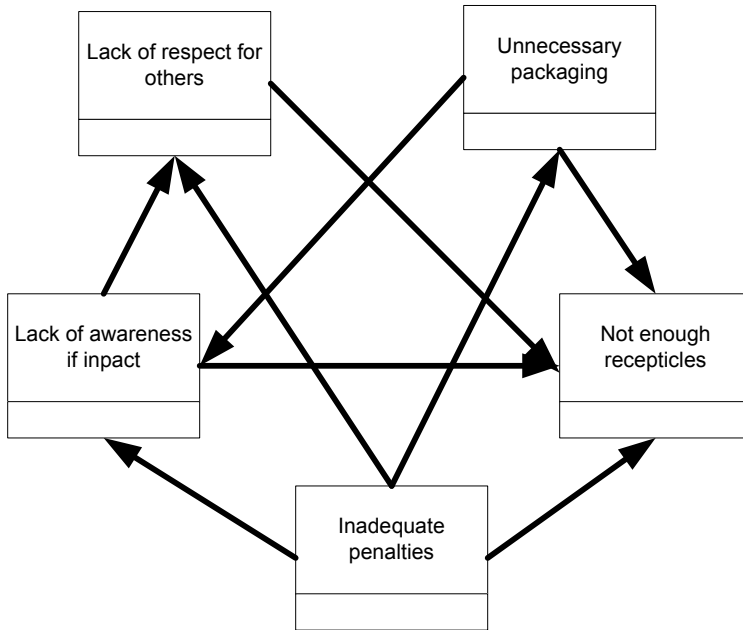 Lack of respect for
others
Unnecessary
packaging
Lack of awareness
if inpact
Not enough
recepticles
Inadequate
penalties